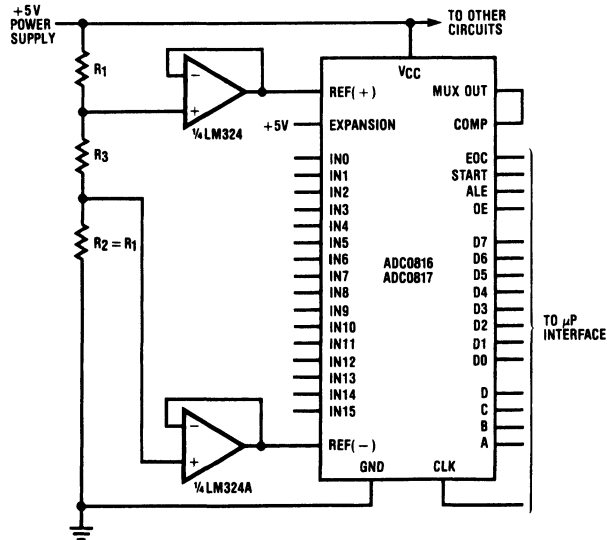 +5V
POWER
SUPPLY
TO OTHER
CIRCUITS
R1
R3
R2 = R1
¼ LM324
¼ LM324A
VCC
REF(+)
+5V
EXPANSION
IN0
IN1
IN2
IN3
IN4
IN5
IN6
IN7
IN8
IN9
IN10
IN11
IN12
IN13
IN14
IN15
REF(−)
GND
CLK
ADC0816
ADC0817
MUX OUT
COMP
EOC
START
ALE
OE
D7
D6
D5
D4
D3
D2
D1
D0
D
C
B
A
TO μP
INTERFACE
−
+
−
+